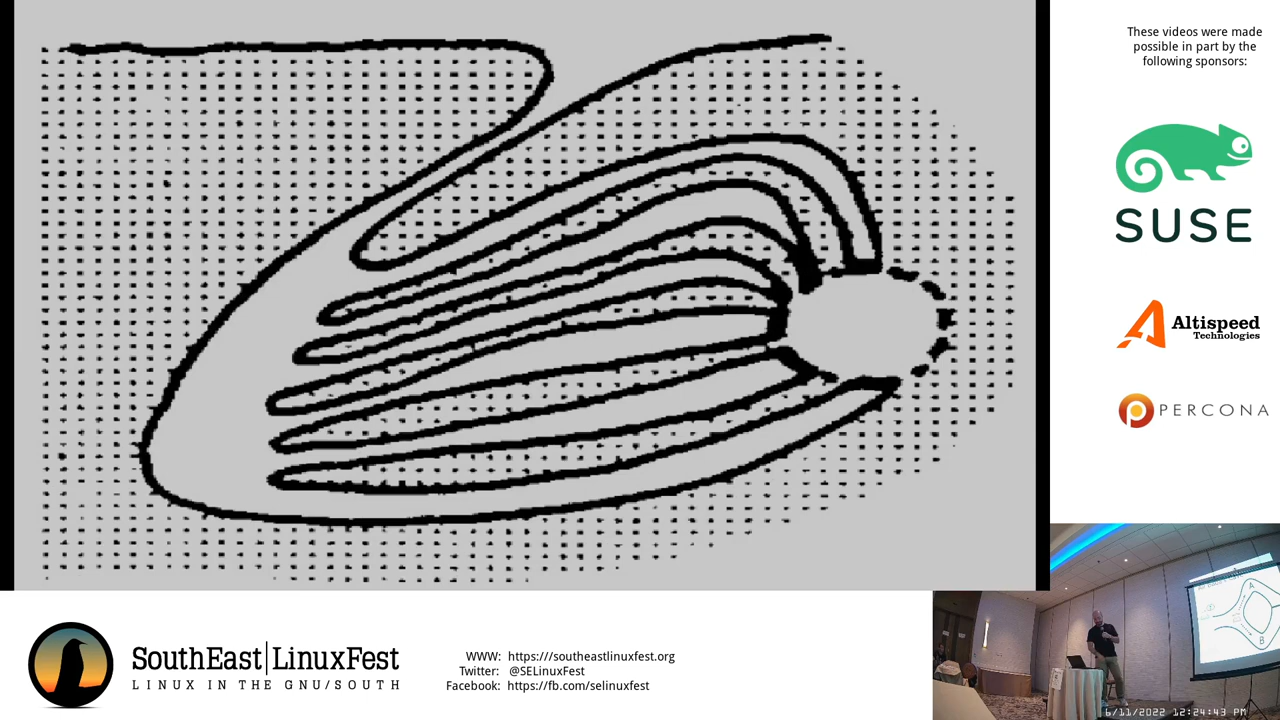 These videos were made
possible in part by the
following sponsors:
SUSE
Altispeed
Technologies
PERCONA
SouthEast LinuxFest
LINUX IN THE GNU/SOUTH
WWW: https://southeastlinuxfest.org
Twitter: @SELinuxFest
Facebook: https://fb.com/selinuxfest
A
B
6/11/2022 12:24:43 PM